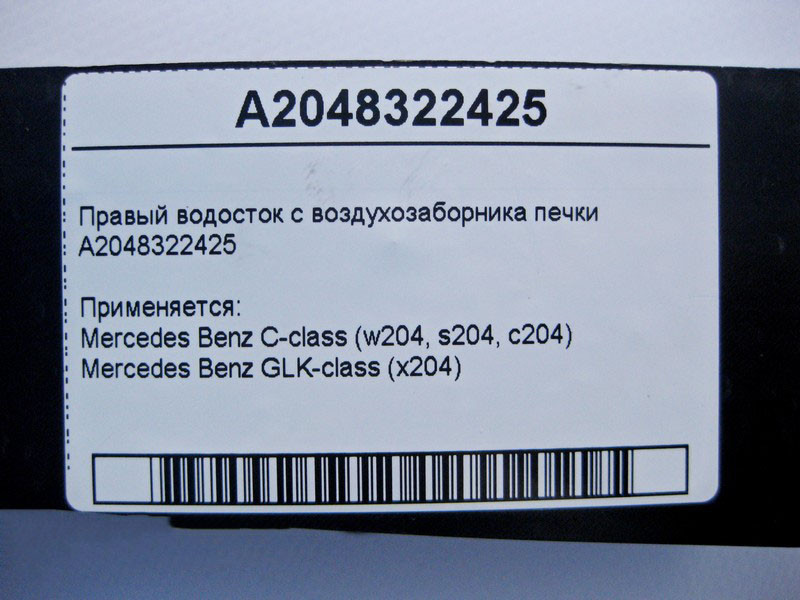 A2048322425
Правый водосток с воздухозаборника печки
A2048322425
Применяется:
Mercedes Benz C-class (w204, s204, c204)
Mercedes Benz GLK-class (x204)